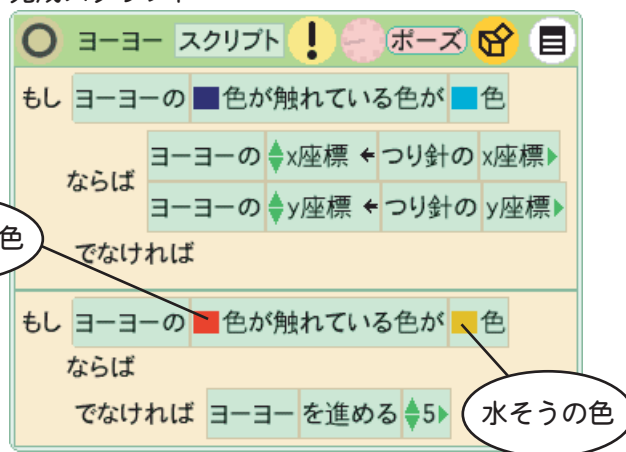 ヨーヨー スクリプト ! ポーズ
もし ヨーヨーの 色が触れている色が 色
ならば
ヨーヨーの x座標 ← つり針の x座標
ヨーヨーの y座標 ← つり針の y座標
でなければ
色
もし ヨーヨーの 色が触れている色が 色
ならば
でなければ ヨーヨー を進める 5
水そうの色